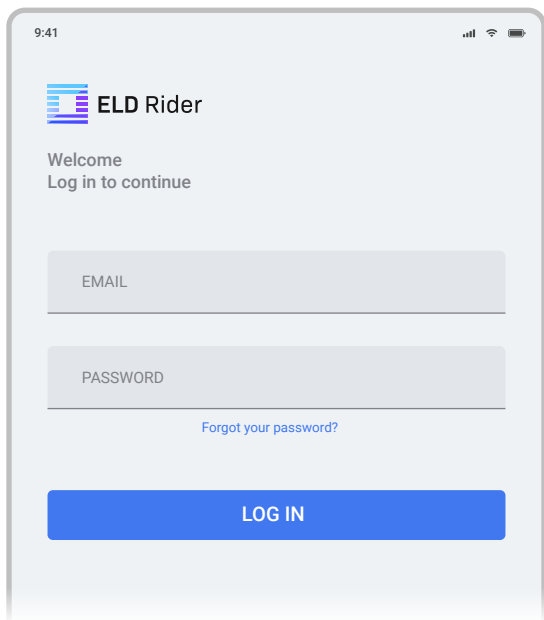 9:41
ELD Rider
Welcome
Log in to continue
EMAIL
PASSWORD
Forgot your password?
LOG IN